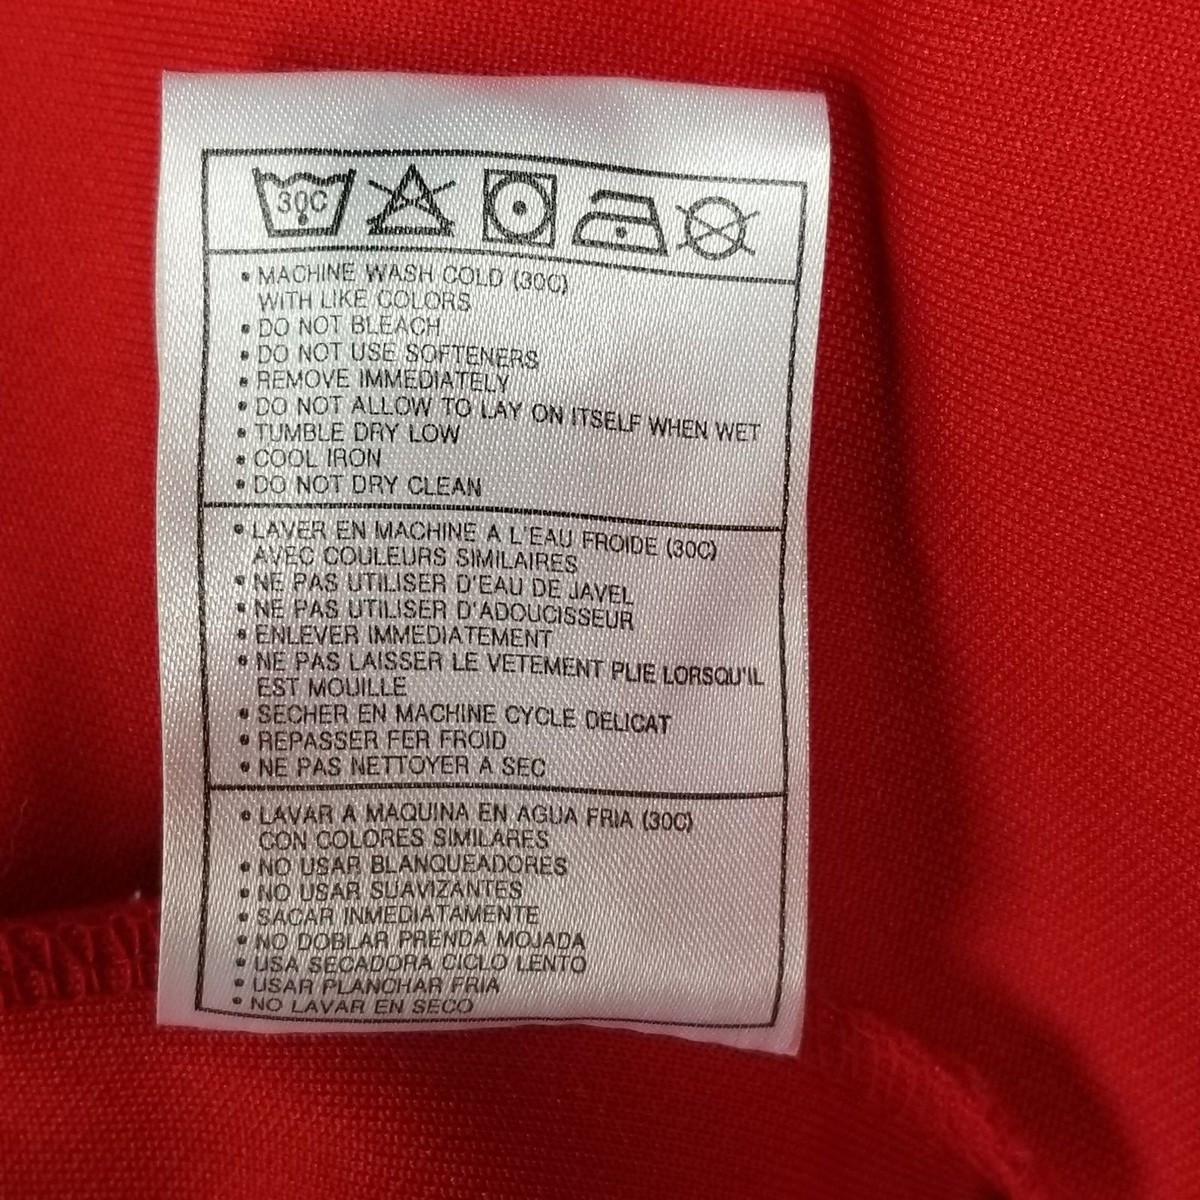 30C
• MACHINE WASH COLD (30C)
WITH LIKE COLORS
• DO NOT BLEACH
• DO NOT USE SOFTENERS
• REMOVE IMMEDIATELY
• DO NOT ALLOW TO LAY ON ITSELF WHEN WET
• TUMBLE DRY LOW
• COOL IRON
• DO NOT DRY CLEAN
• LAVER EN MACHINE A L'EAU FROIDE (30C)
AVEC COULEURS SIMILAIRES
• NE PAS UTILISER D'EAU DE JAVEL
• NE PAS UTILISER D'ADOUCISSEUR
• ENLEVER IMMEDIATEMENT
• NE PAS LAISSER LE VETEMENT PLIE LORSQU'IL
EST MOUILLE
• SECHER EN MACHINE CYCLE DELICAT
• REPASSER FER FROID
• NE PAS NETTOYER A SEC
• LAVAR A MAQUINA EN AGUA FRIA (30C)
CON COLORES SIMILARES
• NO USAR BLANQUEADORES
• NO USAR SUAVIZANTES
• SACAR INMEDIATAMENTE
• NO DOBLAR PRENDA MOJADA
• USA SECADORA CICLO LENTO
• USAR PLANCHAR FRIA
• NO LAVAR EN SECO